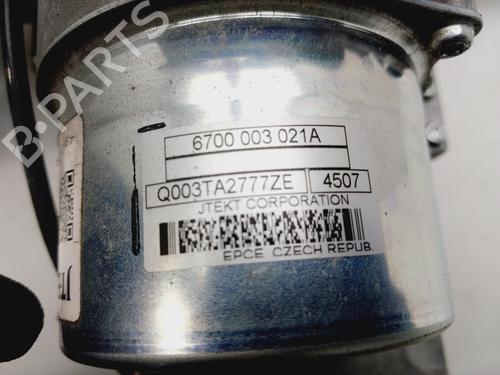 B-PARTS
6700 003 021A
Q003TA2777ZE 4507
JTEKT CORPORATION
EPCE CZECH REPUB.